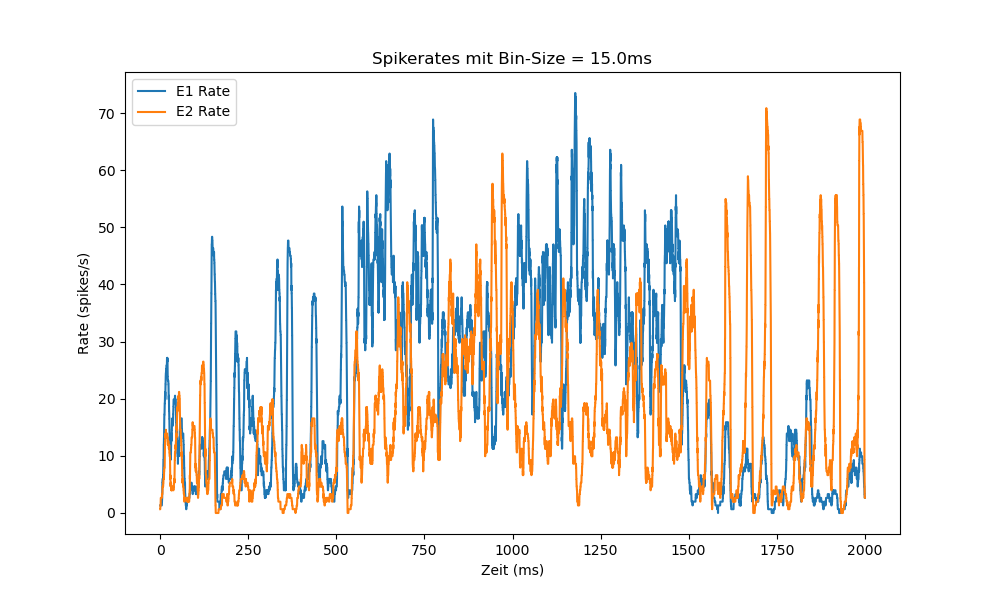 Spikerates mit Bin-Size = 15.0ms
E1 Rate
E2 Rate
70
60
50
40
30
20
10
0
Rate (spikes/s)
0 250 500 750 1000 1250 1500 1750 2000
Zeit (ms)